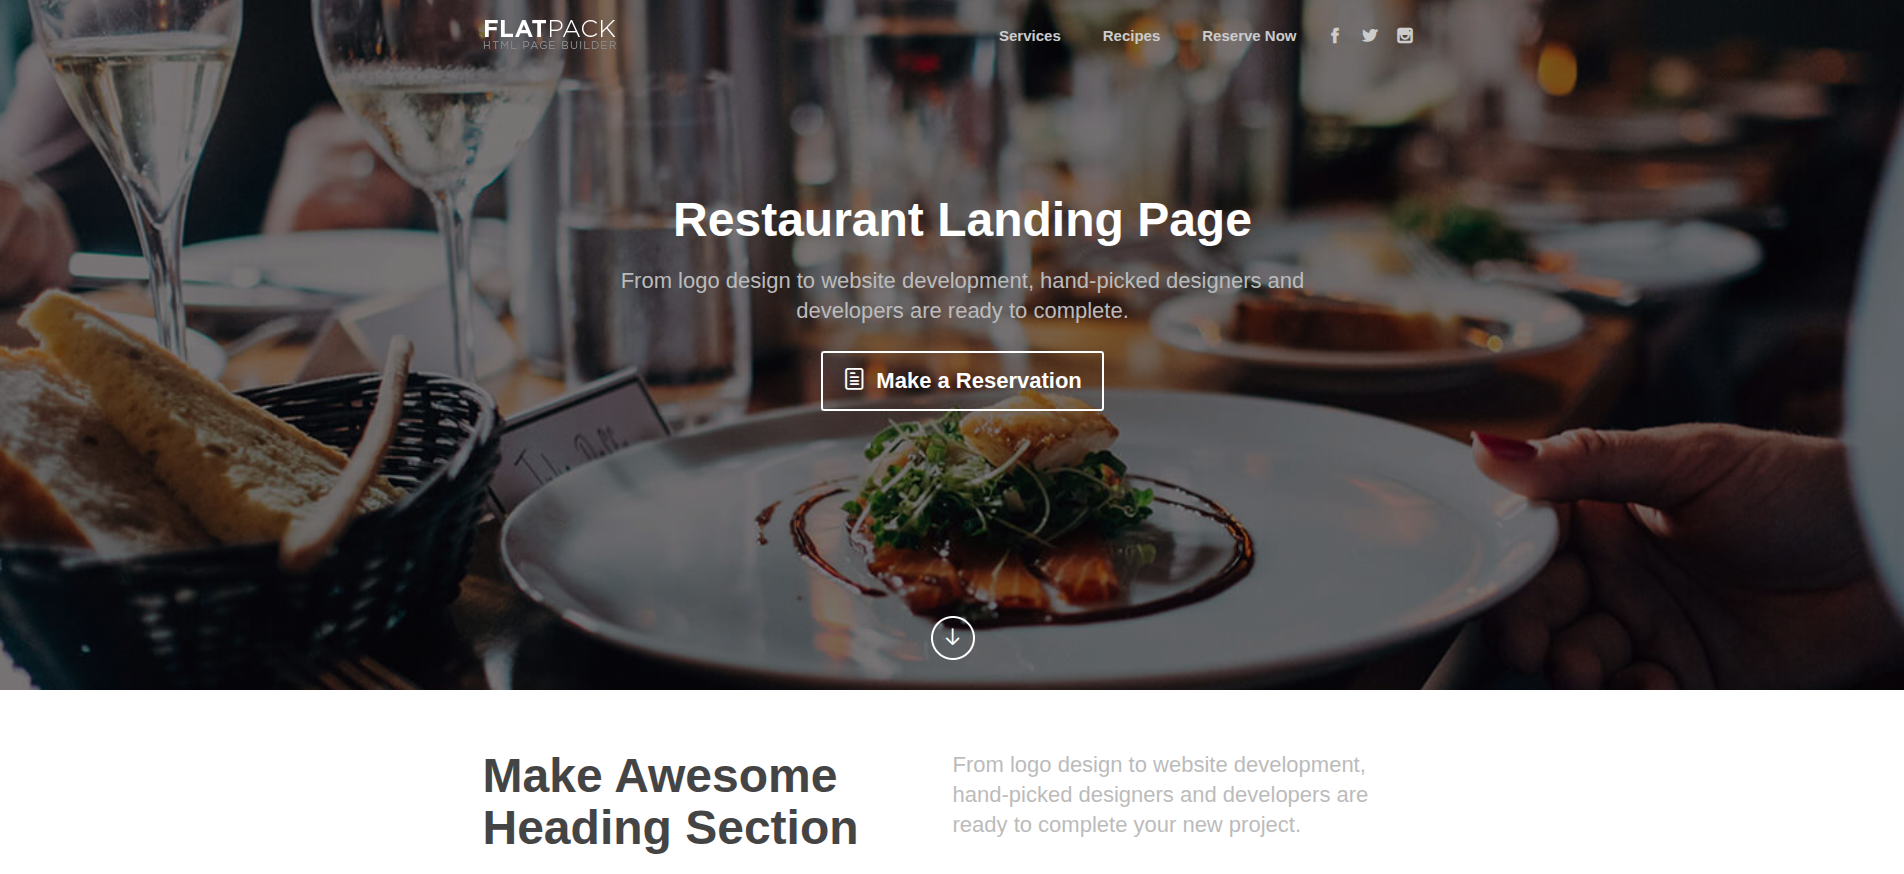 FLATPACK
HTML PAGE BUILDER
Services Recipes Reserve Now
Restaurant Landing Page
From logo design to website development, hand-picked designers and
developers are ready to complete.
Make a Reservation
Make Awesome
Heading Section
From logo design to website development,
hand-picked designers and developers are
ready to complete your new project.